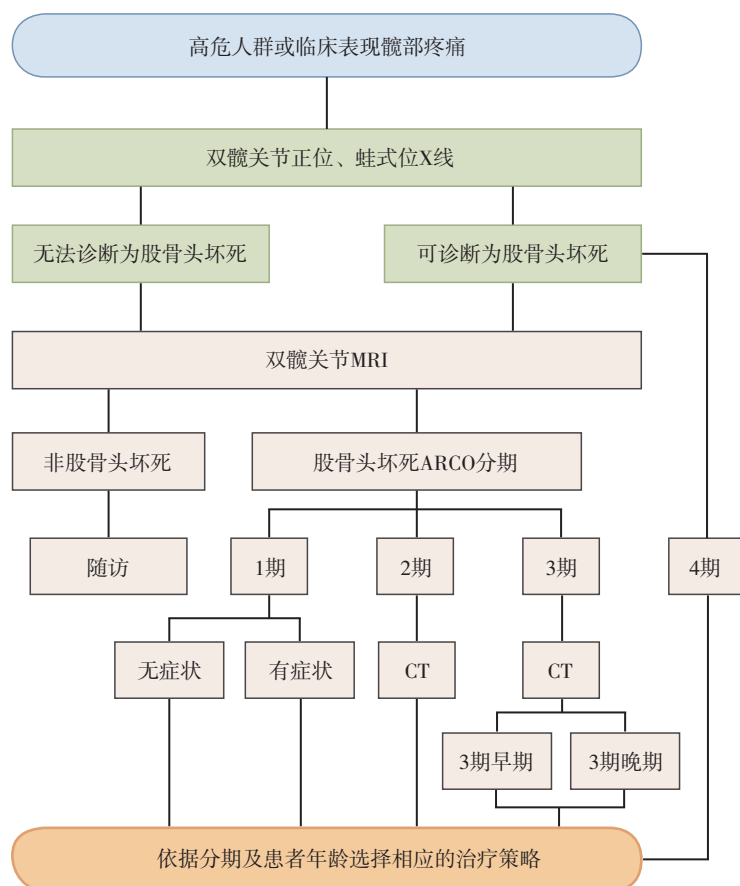 高危人群或临床表现髋部疼痛
双髋关节正位、蛙式位X线
无法诊断为股骨头坏死
可诊断为股骨头坏死
双髋关节MRI
非股骨头坏死
股骨头坏死ARCO分期
随访
1期
2期
3期
4期
无症状
有症状
CT
CT
3期早期
3期晚期
依据分期及患者年龄选择相应的治疗策略